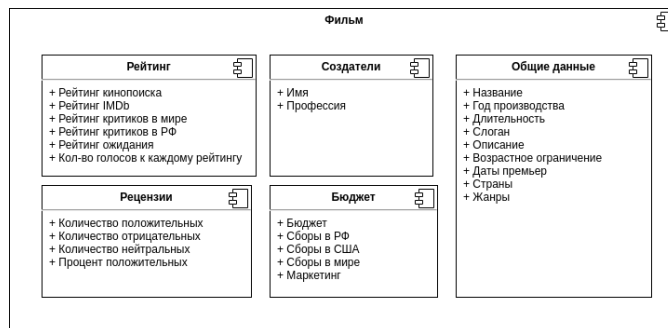 Фильм
Рейтинг
+ Рейтинг кинопоиска
+ Рейтинг IMDb
+ Рейтинг критиков в мире
+ Рейтинг критиков в РФ
+ Рейтинг ожидания
+ Кол-во голосов к каждому рейтингу
Создатели
+ Имя
+ Профессия
Общие данные
+ Название
+ Год производства
+ Длительность
+ Слоган
+ Описание
+ Возрастное ограничение
+ Даты премьер
+ Страны
+ Жанры
Рецензии
+ Количество положительных
+ Количество отрицательных
+ Количество нейтральных
+ Процент положительных
Бюджет
+ Бюджет
+ Сборы в РФ
+ Сборы в США
+ Сборы в мире
+ Маркетинг